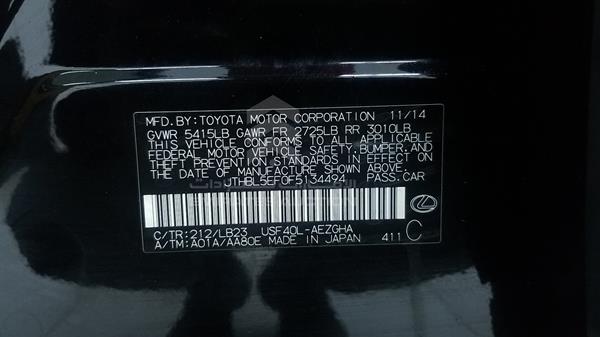 MFD.BY:TOYOTA MOTOR CORPORATION 11/14
GVWR 5415LB GAWR FR 2725LB RR 3010LB
THIS VEHICLE CONFORMS TO ALL APPLICABLE
FEDERAL MOTOR VEHICLE SAFETY,BUMPER,AND
THEFT PREVENTION STANDARDS IN EFFECT ON
THE DATE OF MANUFACTURE SHOWN ABOVE.
JTHBL5EF0F5134494 PASS.CAR
C/TR:212/LB23 USF40L-AEZGHA
A/TM:A01A/AA80E MADE IN JAPAN 411 C